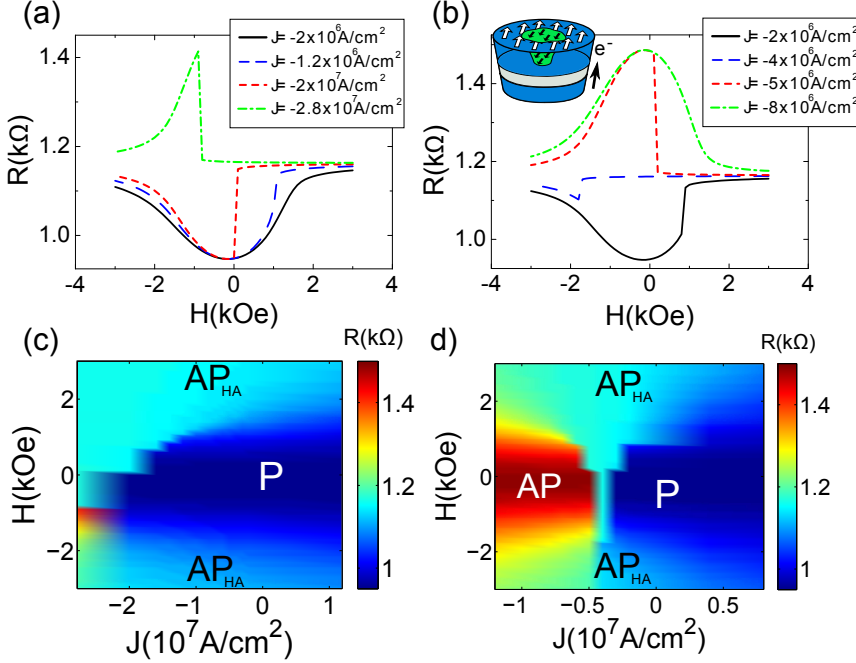 (a)
J=-2x10⁶A/cm²
J=-1.2x10⁶A/cm²
J=-2x10⁷A/cm²
J=-2.8x10⁷A/cm²
R(kΩ)
1.4
1.2
1.0
−4 −2 0 2 4
H(kOe)
(b)
e⁻
J=-2x10⁶A/cm²
J=-4x10⁶A/cm²
J=-5x10⁶A/cm²
J=-8x10⁶A/cm²
R(kΩ)
1.4
1.2
1.0
−4 −2 0 2 4
H(kOe)
(c)
R(kΩ)
AP_HA
P
AP_HA
H(kOe)
2
0
−2
−2 −1 0 1
J(10⁷A/cm²)
1.4
1.2
1
(d)
R(kΩ)
AP_HA
AP
P
AP_HA
H(kOe)
2
0
−2
−1 −0.5 0 0.5
J(10⁷A/cm²)
1.4
1.2
1